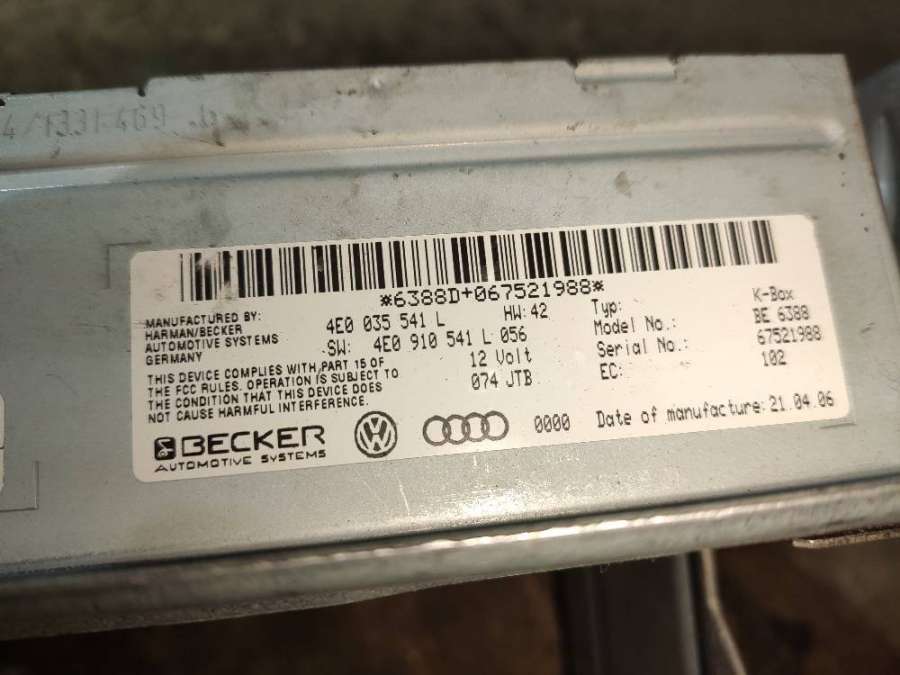 4/1331469 b
*6388D+067521988*
MANUFACTURED BY:
HARMAN/BECKER
AUTOMOTIVE SYSTEMS
GERMANY
4E0 035 541 L HW:42
SW: 4E0 910 541 L 056
12 Volt
074 JTB
THIS DEVICE COMPLIES WITH PART 15 OF
THE FCC RULES. OPERATION IS SUBJECT TO
THE CONDITION THAT THIS DEVICE DOES
NOT CAUSE HARMFUL INTERFERENCE.
Typ: K-Box
Model No.: BE 6388
Serial No.: 67521988
EC: 102
BECKER
AUTOMOTIVE SYSTEMS
VW
0000
Date of manufacture: 21.04.06